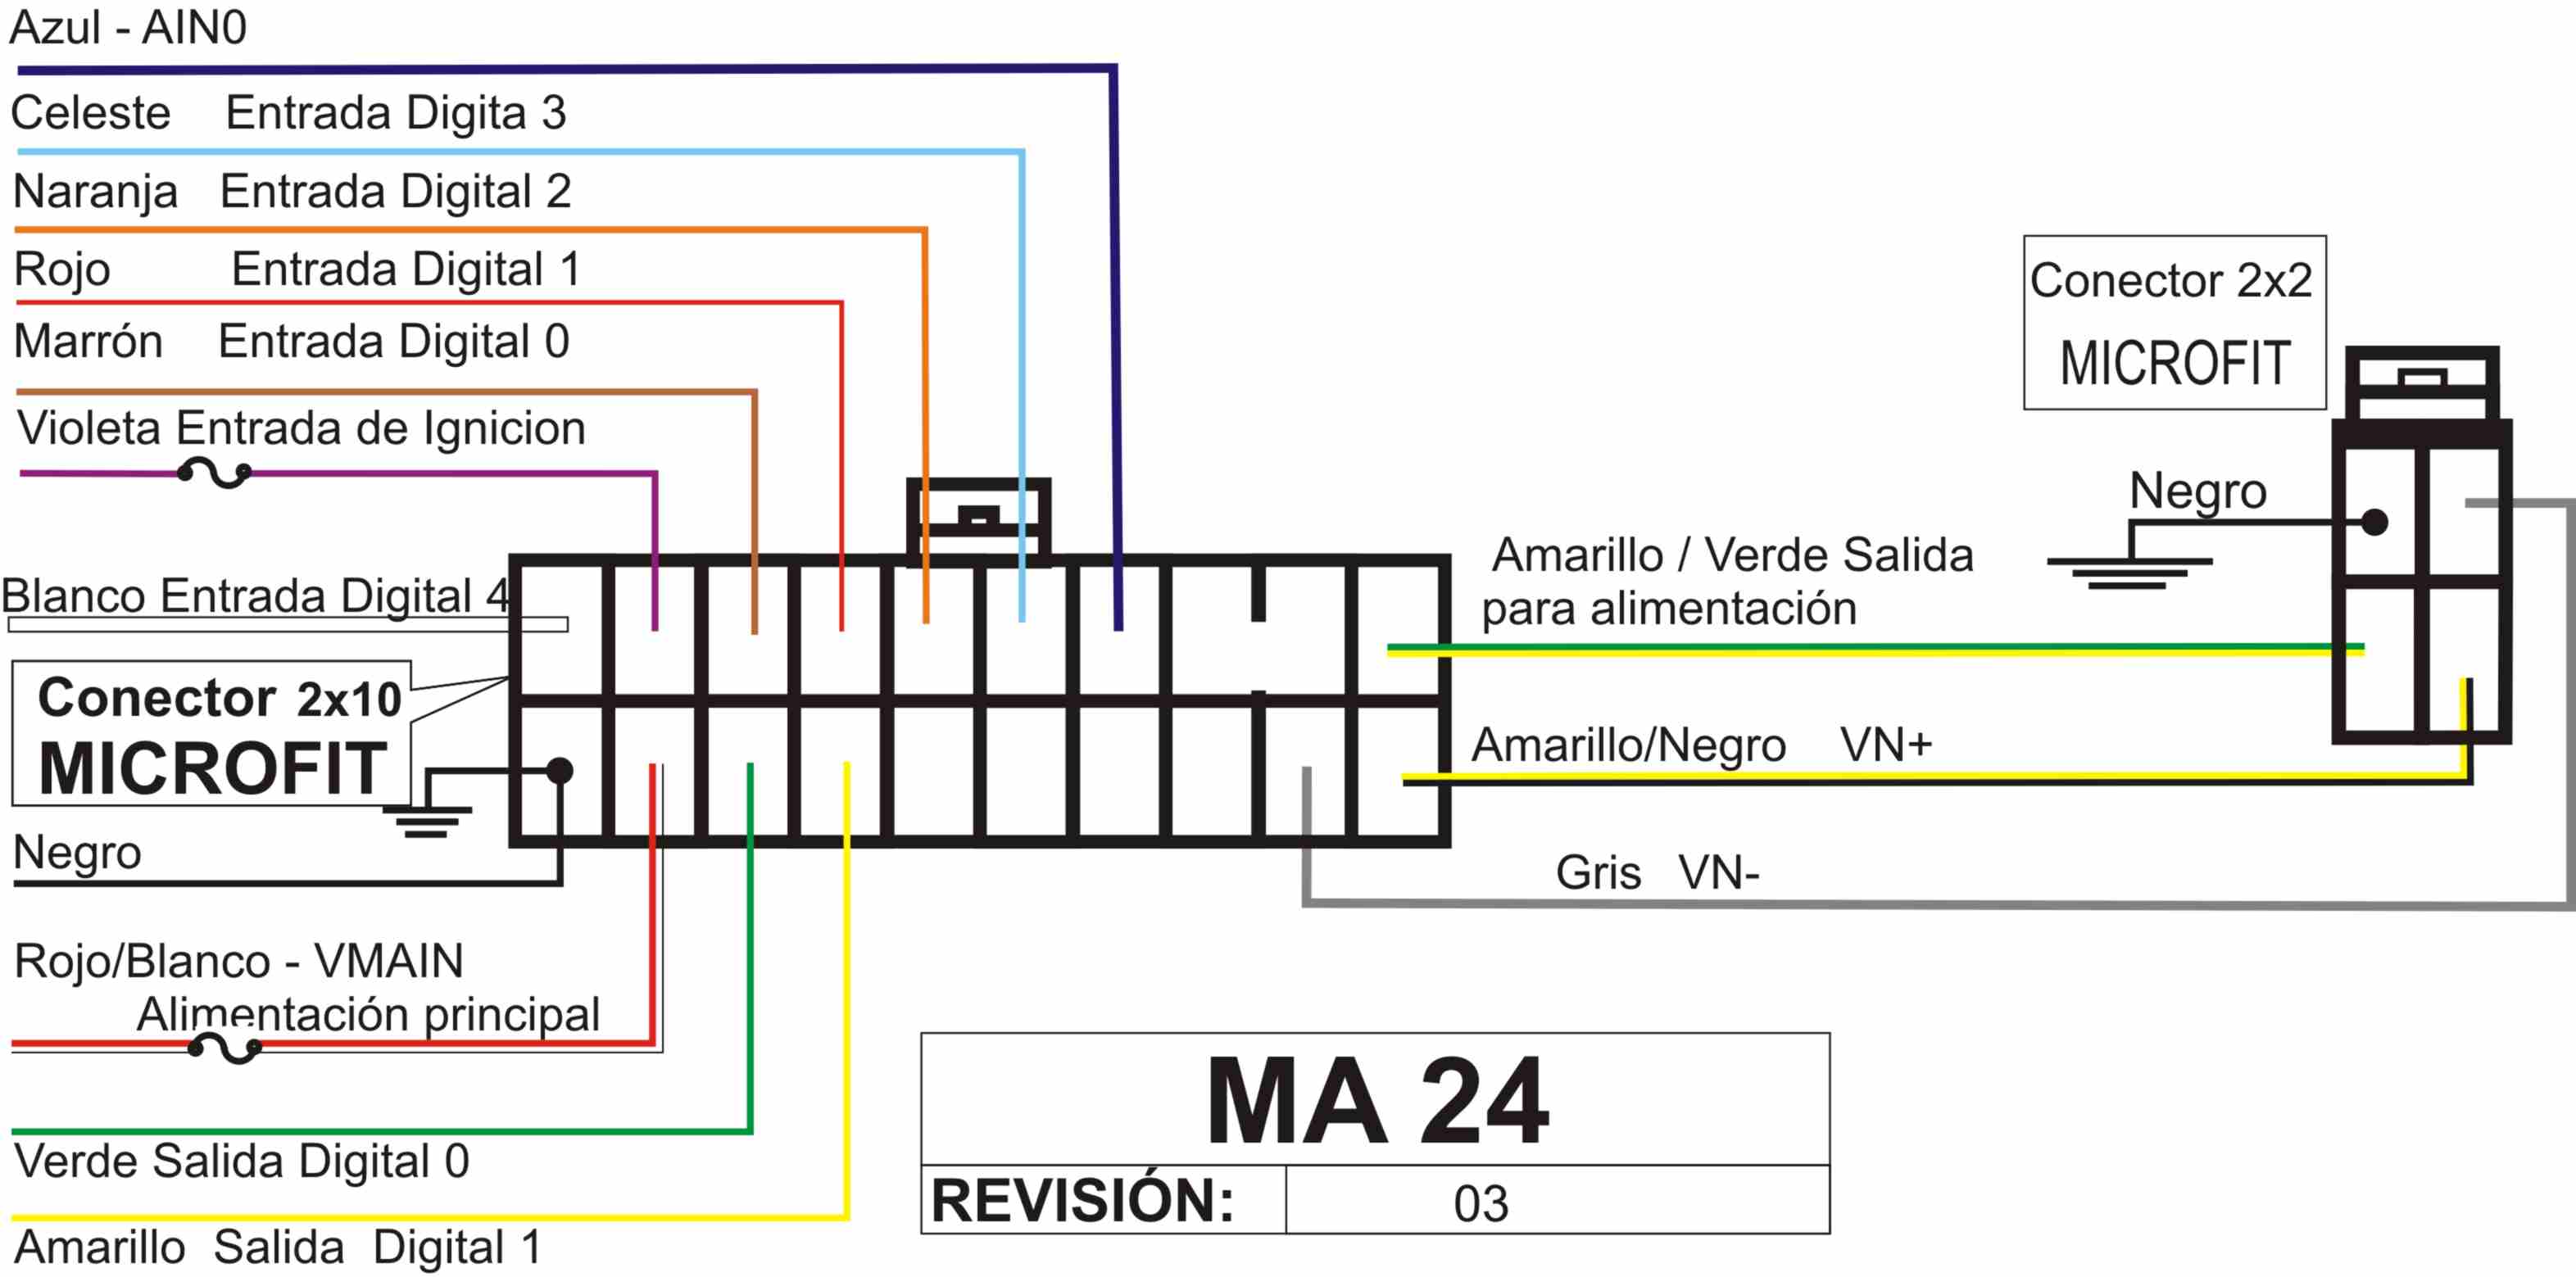 Azul - AIN0
Celeste Entrada Digita 3
Naranja Entrada Digital 2
Rojo Entrada Digital 1
Marrón Entrada Digital 0
Violeta Entrada de Ignicion
Blanco Entrada Digital 4
Conector 2x10
MICROFIT
Negro
Rojo/Blanco - VMAIN
Alimentación principal
Verde Salida Digital 0
Amarillo Salida Digital 1
Conector 2x2
MICROFIT
Negro
Amarillo / Verde Salida
para alimentación
Amarillo/Negro VN+
Gris VN-
MA 24
REVISIÓN: 03